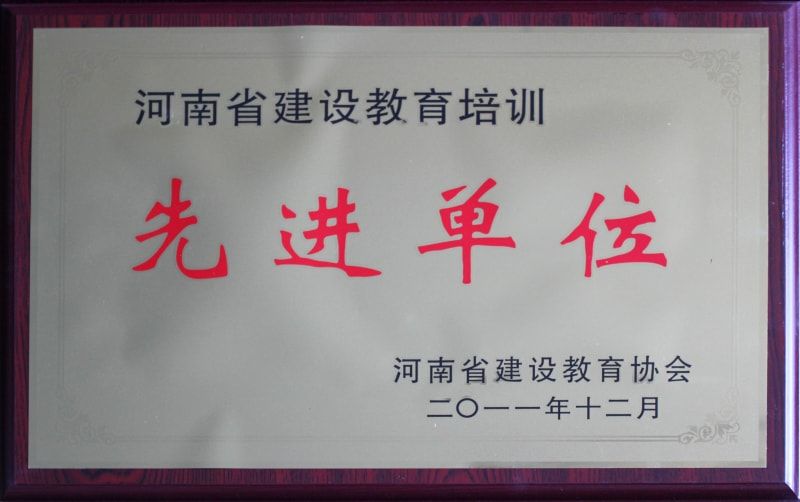 河南省建设教育培训
先进单位
河南省建设教育协会
二〇一一年十二月